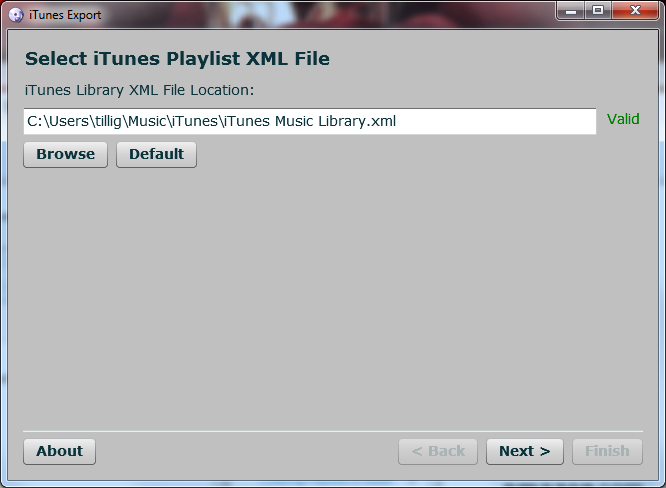 iTunes Export
Select iTunes Playlist XML File
iTunes Library XML File Location:
C:\Users\tillig\Music\iTunes\iTunes Music Library.xml
Valid
Browse
Default
About
< Back
Next >
Finish